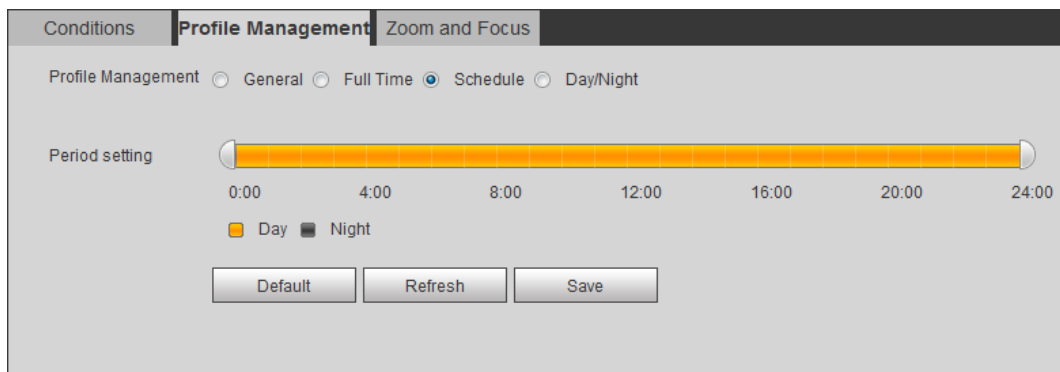 Conditions Profile Management Zoom and Focus
Profile Management General Full Time Schedule Day/Night
Period setting
0:00 4:00 8:00 12:00 16:00 20:00 24:00
Day Night
Default Refresh Save